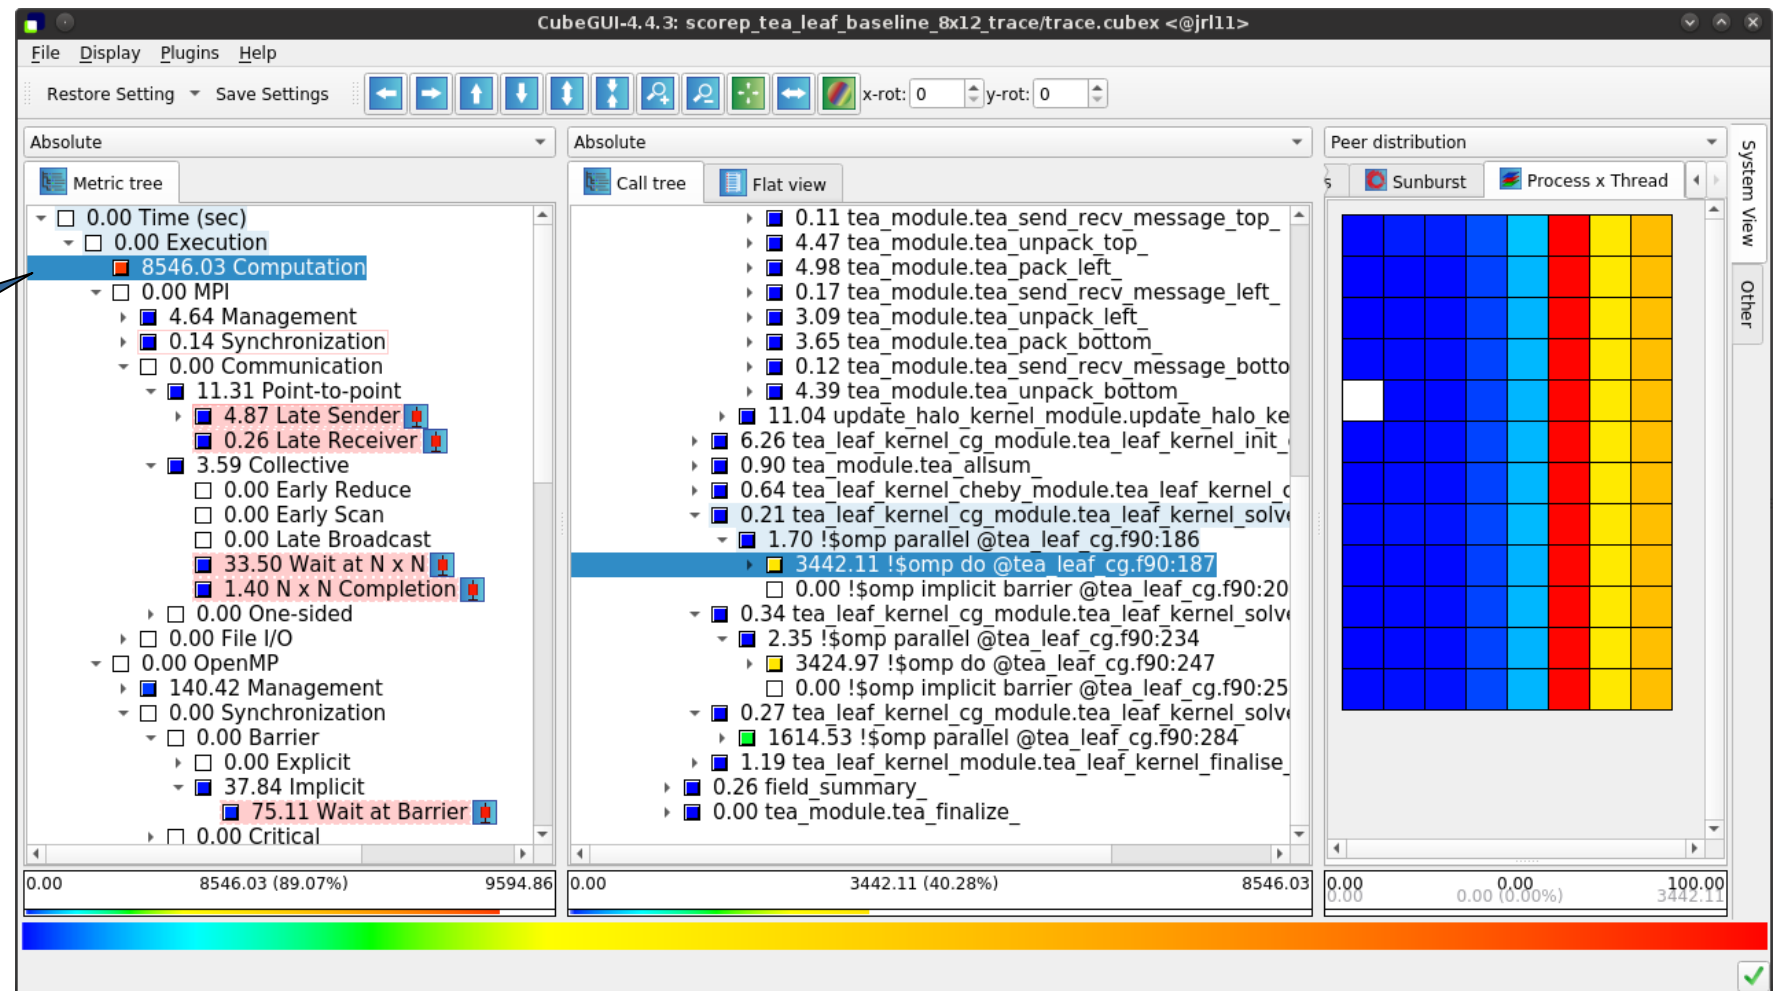 CubeGUI-4.4.3: scorep_tea_leaf_baseline_8x12_trace/trace.cubex <@jrl11>
File Display Plugins Help
Restore Setting Save Settings x-rot: 0 y-rot: 0
Absolute
Metric tree
0.00 Time (sec)
0.00 Execution
8546.03 Computation
0.00 MPI
4.64 Management
0.14 Synchronization
0.00 Communication
11.31 Point-to-point
4.87 Late Sender
0.26 Late Receiver
3.59 Collective
0.00 Early Reduce
0.00 Early Scan
0.00 Late Broadcast
33.50 Wait at N x N
1.40 N x N Completion
0.00 One-sided
0.00 File I/O
0.00 OpenMP
140.42 Management
0.00 Synchronization
0.00 Barrier
0.00 Explicit
37.84 Implicit
75.11 Wait at Barrier
0.00 Critical
0.00 8546.03 (89.07%) 9594.86
Absolute
Call tree Flat view
0.11 tea_module.tea_send_recv_message_top_
4.47 tea_module.tea_unpack_top_
4.98 tea_module.tea_pack_left_
0.17 tea_module.tea_send_recv_message_left_
3.09 tea_module.tea_unpack_left_
3.65 tea_module.tea_pack_bottom_
0.12 tea_module.tea_send_recv_message_botto
4.39 tea_module.tea_unpack_bottom_
11.04 update_halo_kernel_module.update_halo_ke
6.26 tea_leaf_kernel_cg_module.tea_leaf_kernel_init_
0.90 tea_module.tea_allsum_
0.64 tea_leaf_kernel_cheby_module.tea_leaf_kernel_c
0.21 tea_leaf_kernel_cg_module.tea_leaf_kernel_solve
1.70 !$omp parallel @tea_leaf_cg.f90:186
3442.11 !$omp do @tea_leaf_cg.f90:187
0.00 !$omp implicit barrier @tea_leaf_cg.f90:20
0.34 tea_leaf_kernel_cg_module.tea_leaf_kernel_solve
2.35 !$omp parallel @tea_leaf_cg.f90:234
3424.97 !$omp do @tea_leaf_cg.f90:247
0.00 !$omp implicit barrier @tea_leaf_cg.f90:25
0.27 tea_leaf_kernel_cg_module.tea_leaf_kernel_solve
1614.53 !$omp parallel @tea_leaf_cg.f90:284
1.19 tea_leaf_kernel_module.tea_leaf_kernel_finalise_
0.26 field_summary_
0.00 tea_module.tea_finalize_
0.00 3442.11 (40.28%) 8546.03
Peer distribution
s Sunburst Process x Thread
0.00 0.00 100.00
0.00 0.00 (0.00%) 3442.11
System View
Other